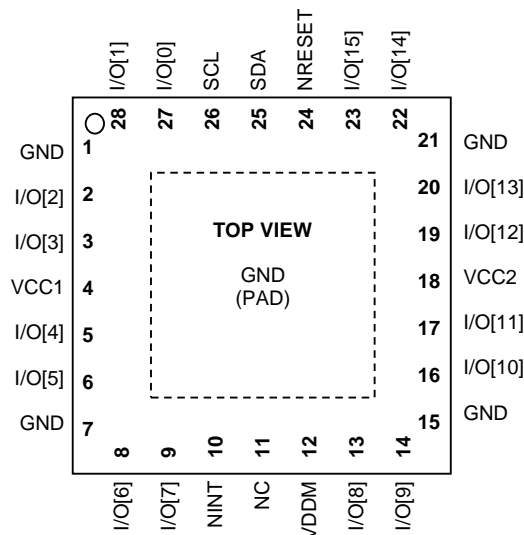 I/O[1]
I/O[0]
SCL
SDA
NRESET
I/O[15]
I/O[14]
28
27
26
25
24
23
22
GND
1
I/O[2]
2
I/O[3]
3
VCC1
4
I/O[4]
5
I/O[5]
6
GND
7
TOP VIEW
GND
(PAD)
21
GND
20
I/O[13]
19
I/O[12]
18
VCC2
17
I/O[11]
16
I/O[10]
15
GND
8
9
10
11
12
13
14
I/O[6]
I/O[7]
NINT
NC
VDDM
I/O[8]
I/O[9]